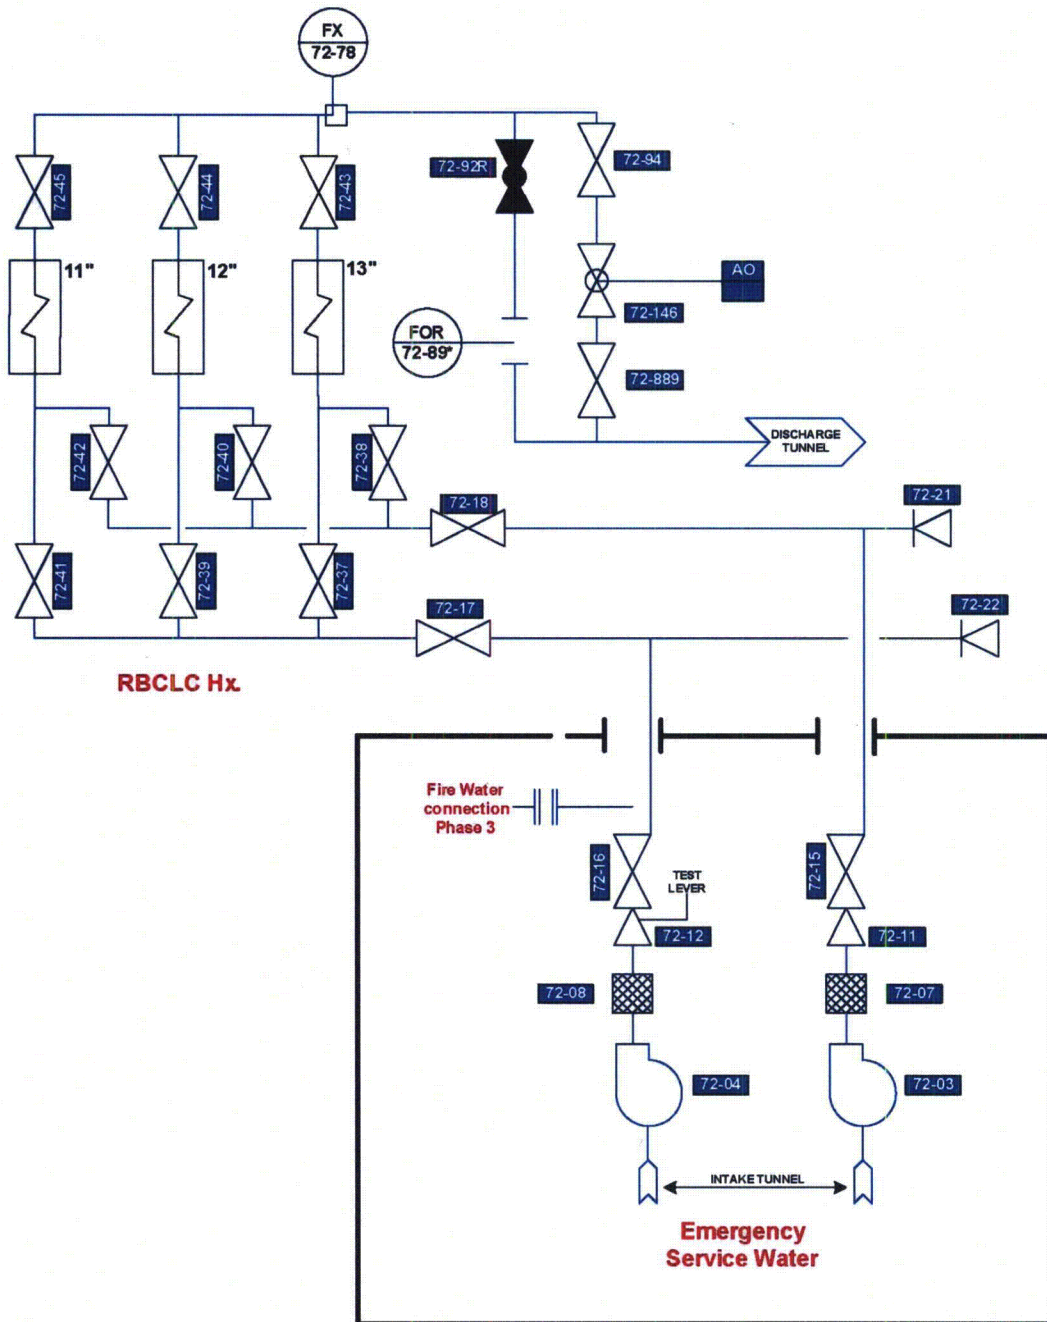 FX
72-78
72-45
72-44
72-43
72-92R
72-94
11"
12"
13"
AO
72-146
FOR
72-89*
72-889
DISCHARGE
TUNNEL
72-42
72-40
72-38
72-18
72-21
72-41
72-39
72-37
72-17
72-22
RBCLC Hx.
Fire Water
connection
Phase 3
72-16
TEST
LEVER
72-15
72-12
72-11
72-08
72-07
72-04
72-03
INTAKE TUNNEL
Emergency
Service Water